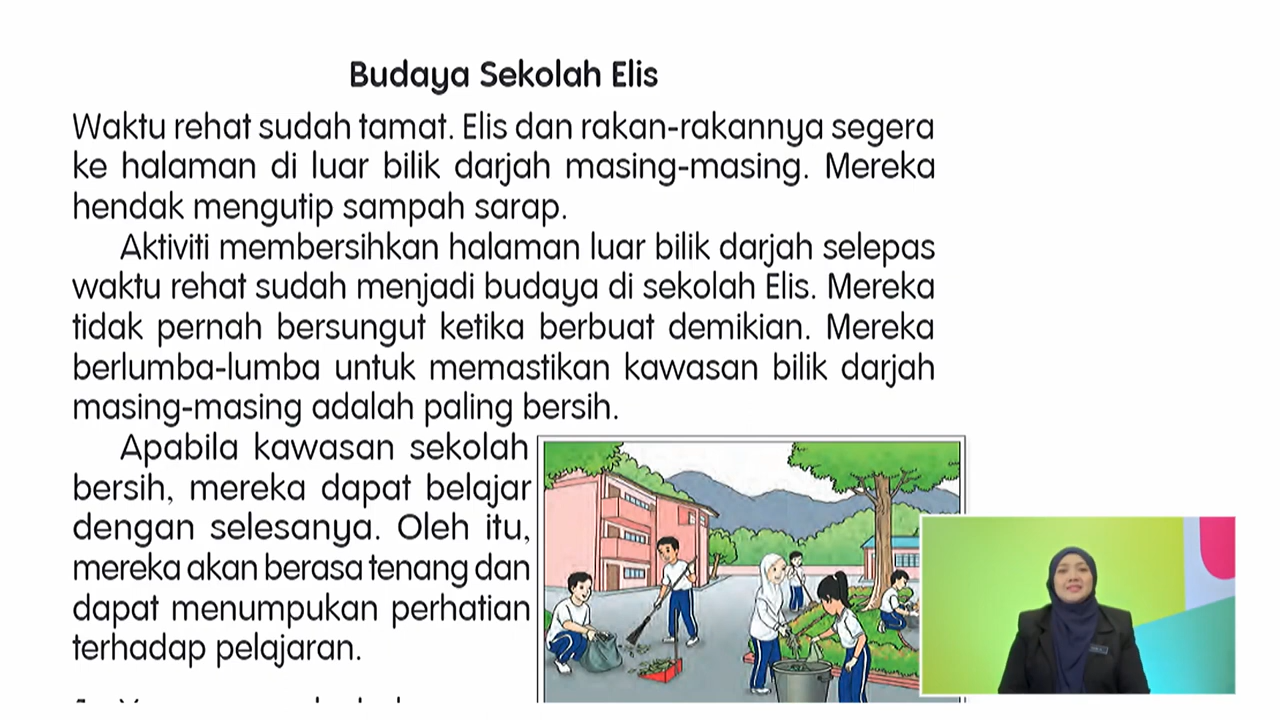 Budaya Sekolah Elis
Waktu rehat sudah tamat. Elis dan rakan-rakannya segera
ke halaman di luar bilik darjah masing-masing. Mereka
hendak mengutip sampah sarap.
Aktiviti membersihkan halaman luar bilik darjah selepas
waktu rehat sudah menjadi budaya di sekolah Elis. Mereka
tidak pernah bersungut ketika berbuat demikian. Mereka
berlumba-lumba untuk memastikan kawasan bilik darjah
masing-masing adalah paling bersih.
Apabila kawasan sekolah
bersih, mereka dapat belajar
dengan selesanya. Oleh itu,
mereka akan berasa tenang dan
dapat menumpukan perhatian
terhadap pelajaran.